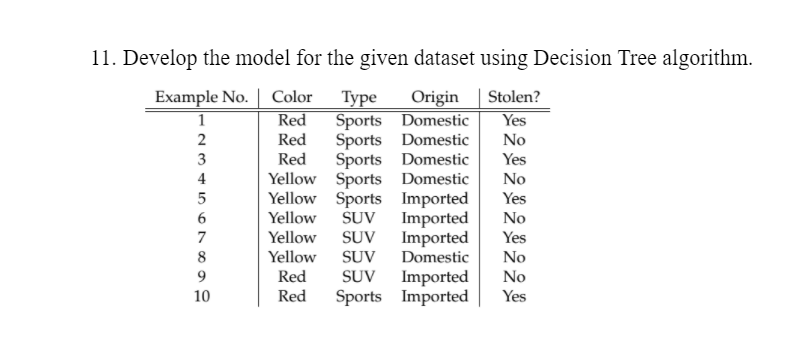 11. Develop the model for the given dataset using Decision Tree algorithm.
Example No. Color Type Origin Stolen?
1 Red Sports Domestic Yes
2 Red Sports Domestic No
3 Red Sports Domestic Yes
4 Yellow Sports Domestic No
5 Yellow Sports Imported Yes
6 Yellow SUV Imported No
7 Yellow SUV Imported Yes
8 Yellow SUV Domestic No
9 Red SUV Imported No
10 Red Sports Imported Yes